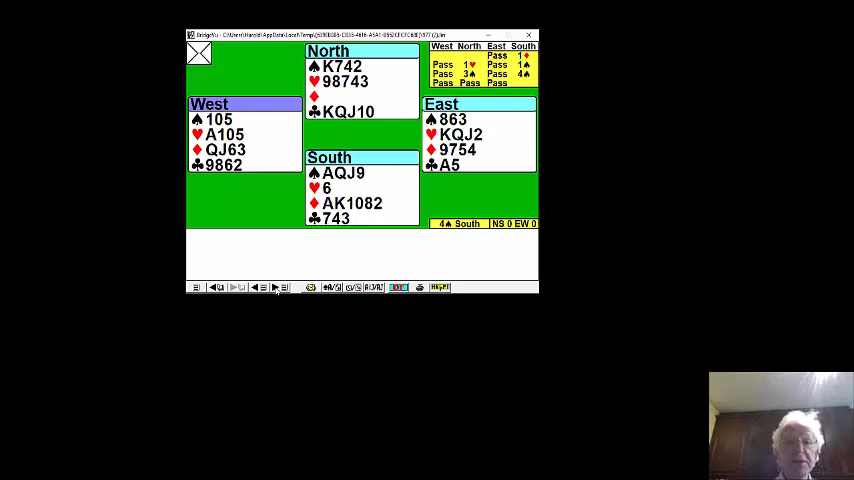 North
♠ K742
♥ 98743
♦
♣ KQJ10
West North East South
Pass 1♦
Pass 1♥ Pass 1♠
Pass 3♠ Pass 4♠
Pass Pass Pass
West
♠ 105
♥ A105
♦ QJ63
♣ 9862
East
♠ 863
♥ KQJ2
♦ 9754
♣ A5
South
♠ AQJ9
♥ 6
♦ AK1082
♣ 743
4♠ South NS 0 EW 0